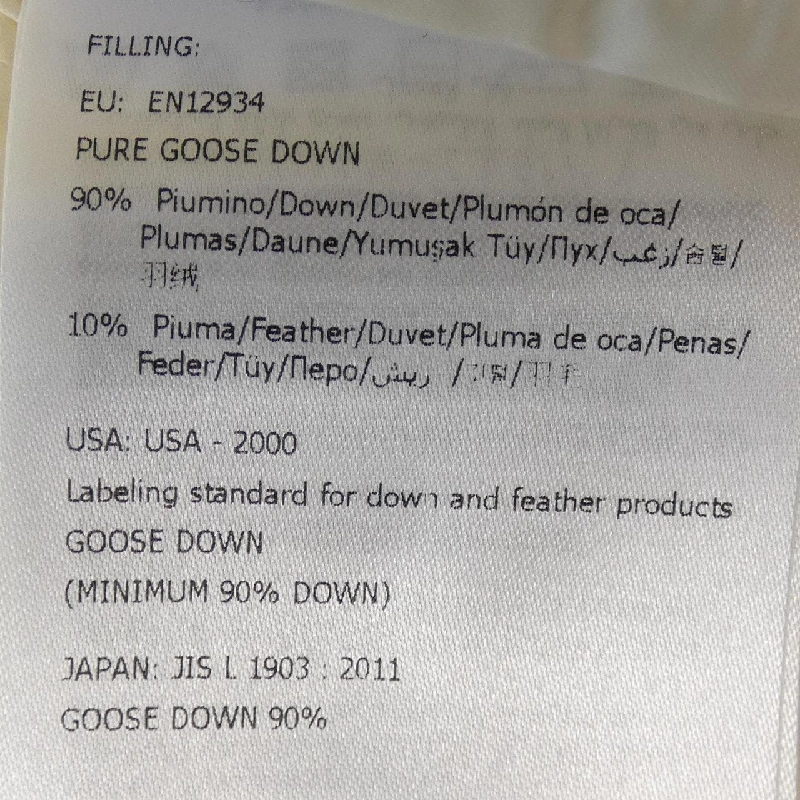 FILLING:
EU: EN12934
PURE GOOSE DOWN
90% Piumino/Down/Duvet/Plumón de oca/
Plumas/Daune/Yumuşak Tüy/Пух/زغب/솜털/
羽绒
10% Piuma/Feather/Duvet/Pluma de oca/Penas/
Feder/Tüy/Перо/ريش /
USA: USA - 2000
Labeling standard for down and feather products
GOOSE DOWN
(MINIMUM 90% DOWN)
JAPAN: JIS L 1903 : 2011
GOOSE DOWN 90%